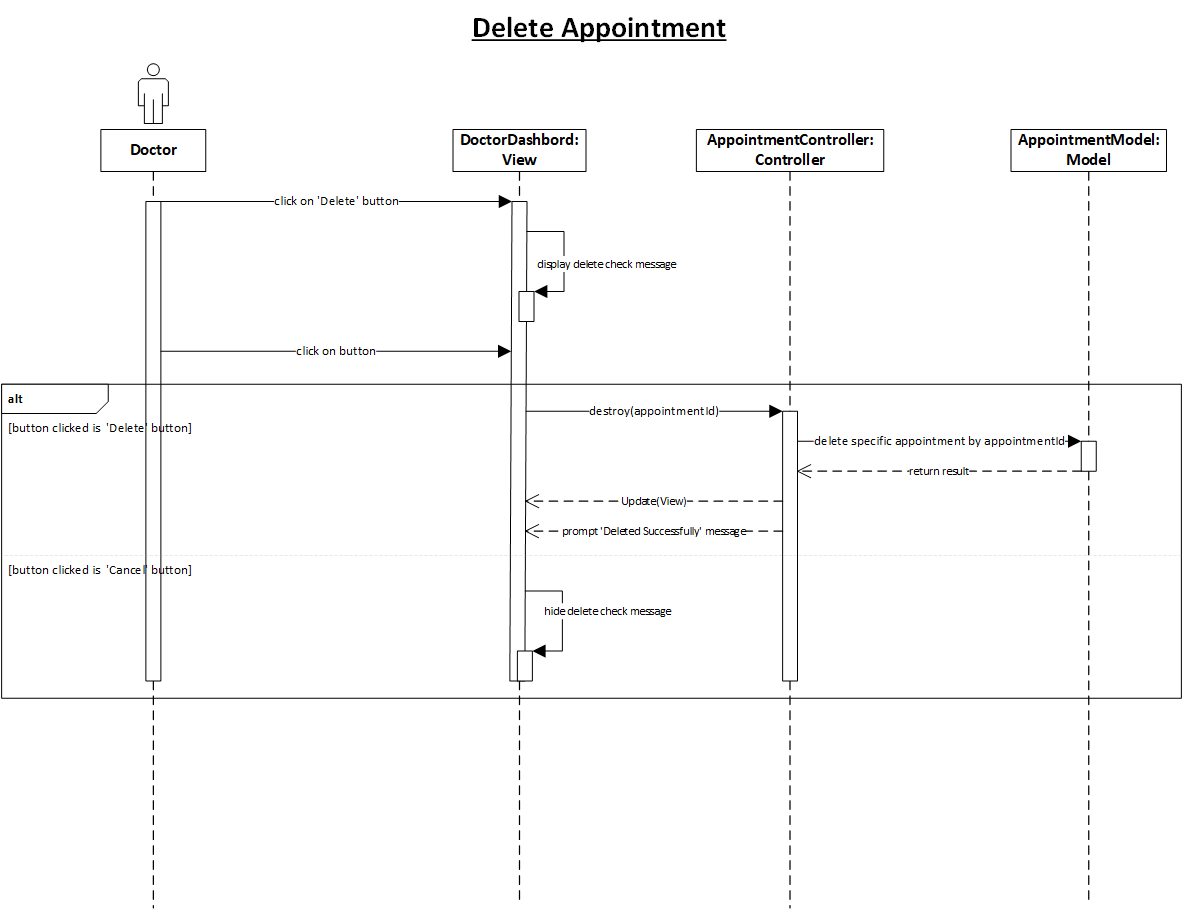 Delete Appointment
Doctor
DoctorDashbord:
View
AppointmentController:
Controller
AppointmentModel:
Model
click on 'Delete' button
display delete check message
click on button
alt
destroy(appointmentId)
[button clicked is 'Delete' button]
delete specific appointment by appointmentId
return result
Update(View)
prompt 'Deleted Successfully' message
[button clicked is 'Cancel' button]
hide delete check message